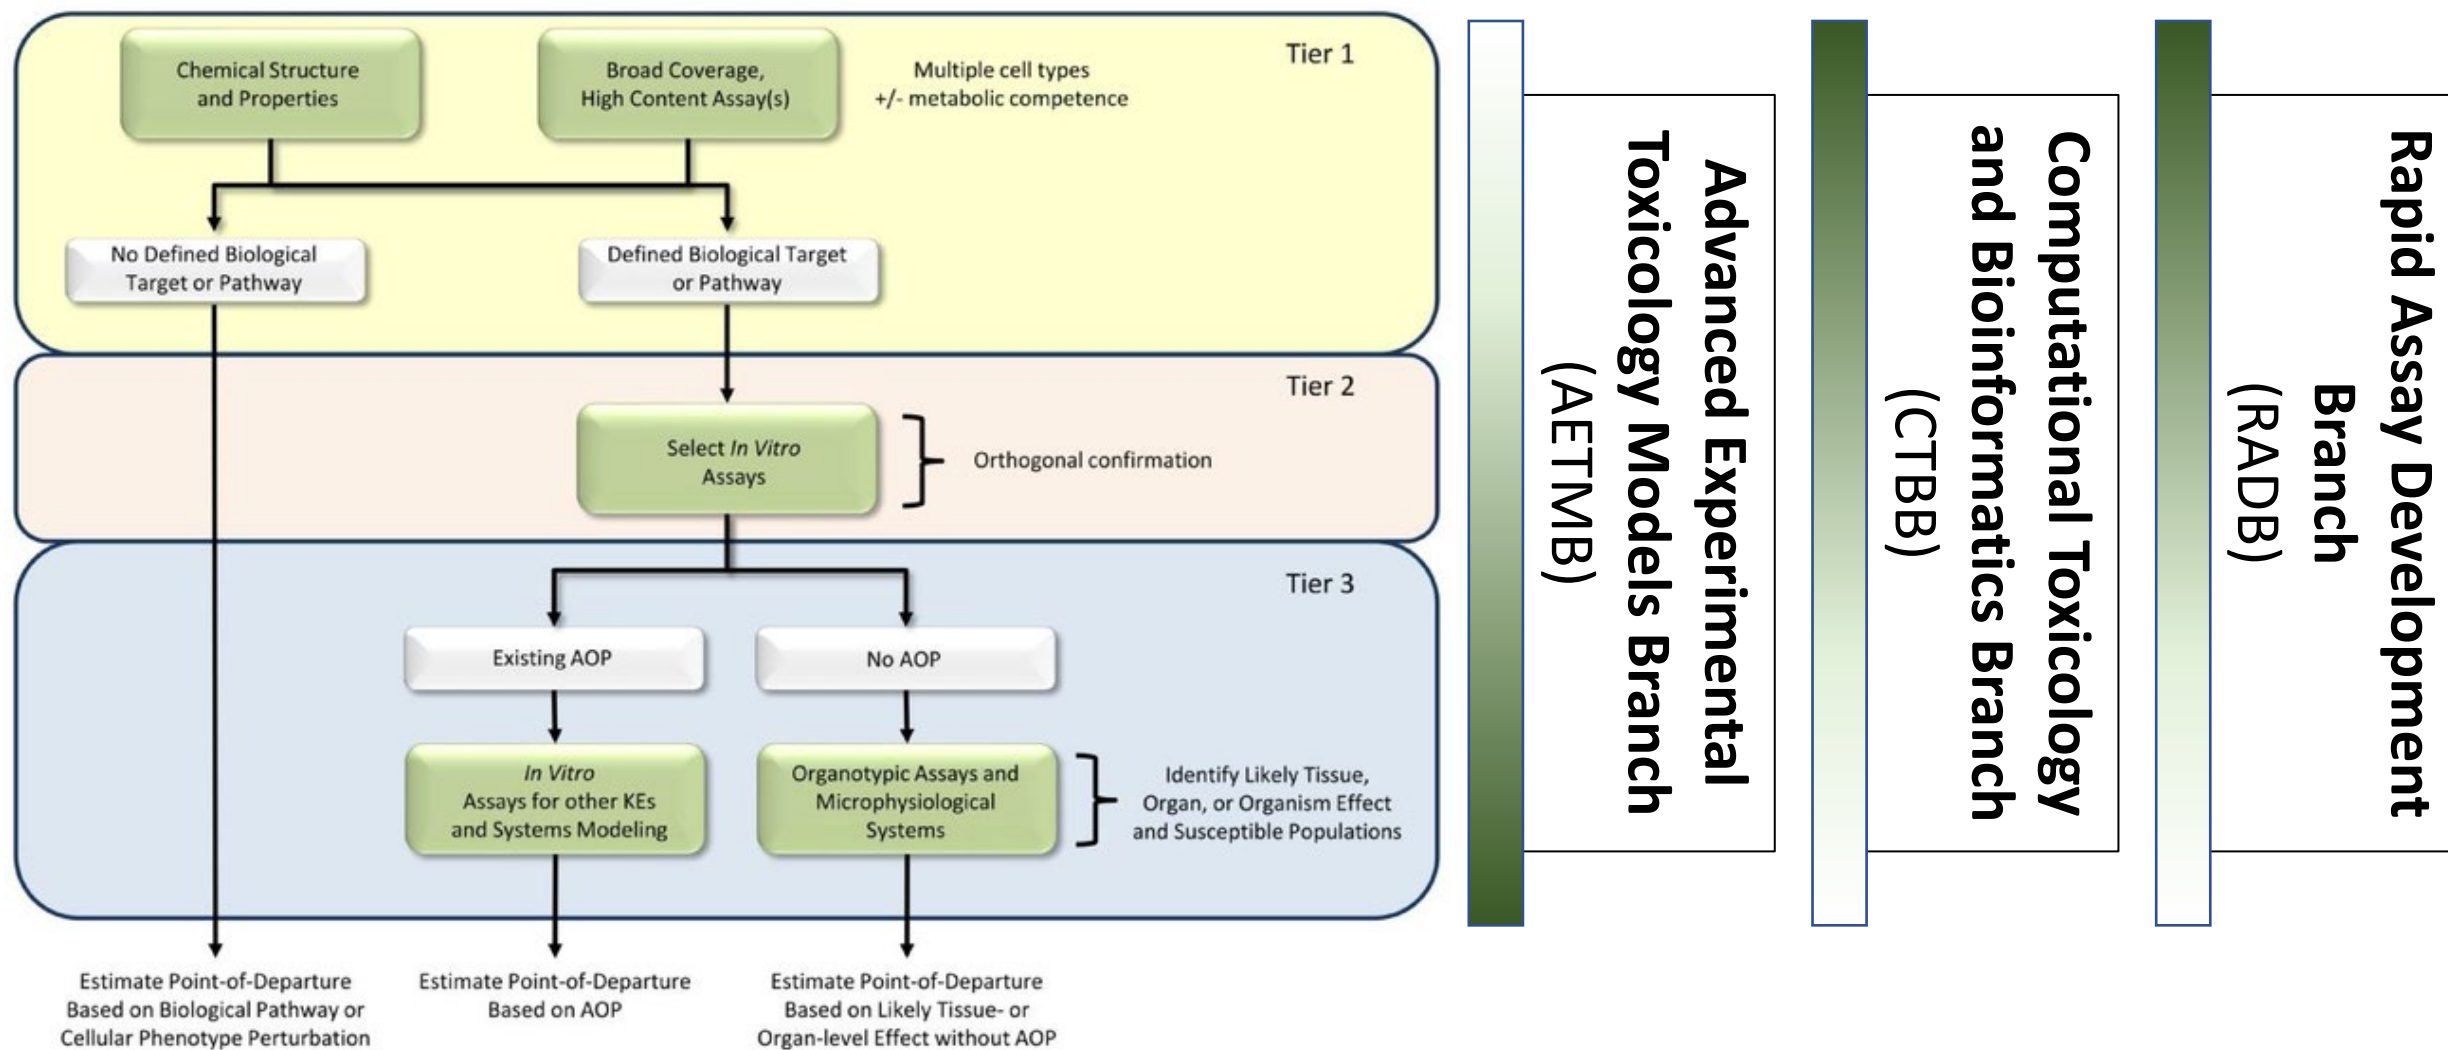 Tier 1
Chemical Structure
and Properties
Broad Coverage,
High Content Assay(s)
Multiple cell types
+/- metabolic competence
No Defined Biological
Target or Pathway
Defined Biological Target
or Pathway
Tier 2
Select In Vitro
Assays
Orthogonal confirmation
Tier 3
Existing AOP
No AOP
In Vitro
Assays for other KEs
and Systems Modeling
Organotypic Assays and
Microphysiological
Systems
Identify Likely Tissue,
Organ, or Organism Effect
and Susceptible Populations
Estimate Point-of-Departure
Based on Biological Pathway or
Cellular Phenotype Perturbation
Estimate Point-of-Departure
Based on AOP
Estimate Point-of-Departure
Based on Likely Tissue- or
Organ-level Effect without AOP
Advanced Experimental
Toxicology Models Branch
(AETMB)
Computational Toxicology
and Bioinformatics Branch
(CTBB)
Rapid Assay Development
Branch
(RADB)